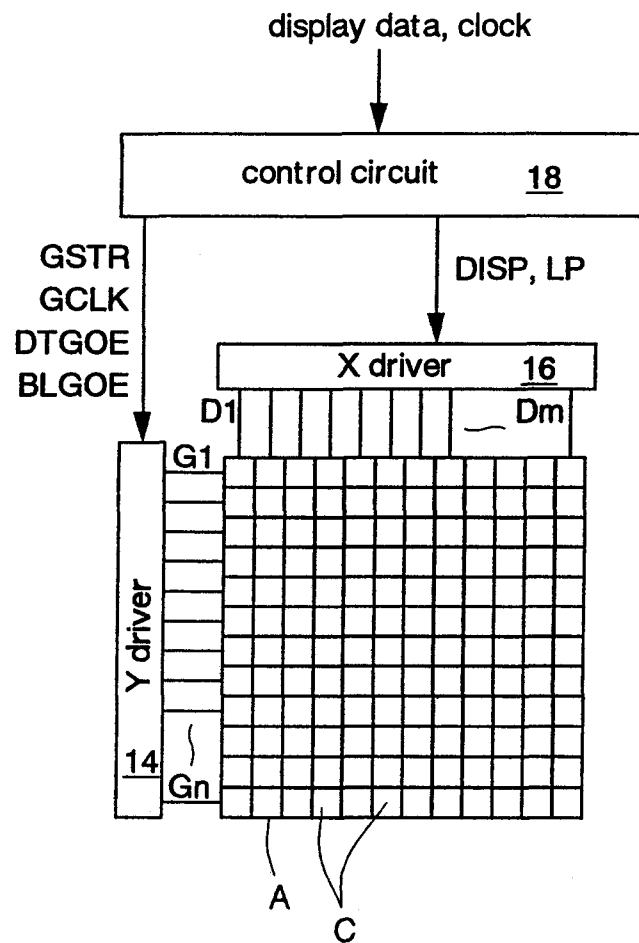 display data, clock
control circuit 18
GSTR
GCLK
DTGOE
BLGOE
DISP, LP
X driver 16
D1 Dm
G1
Y driver
14
Gn
A
C